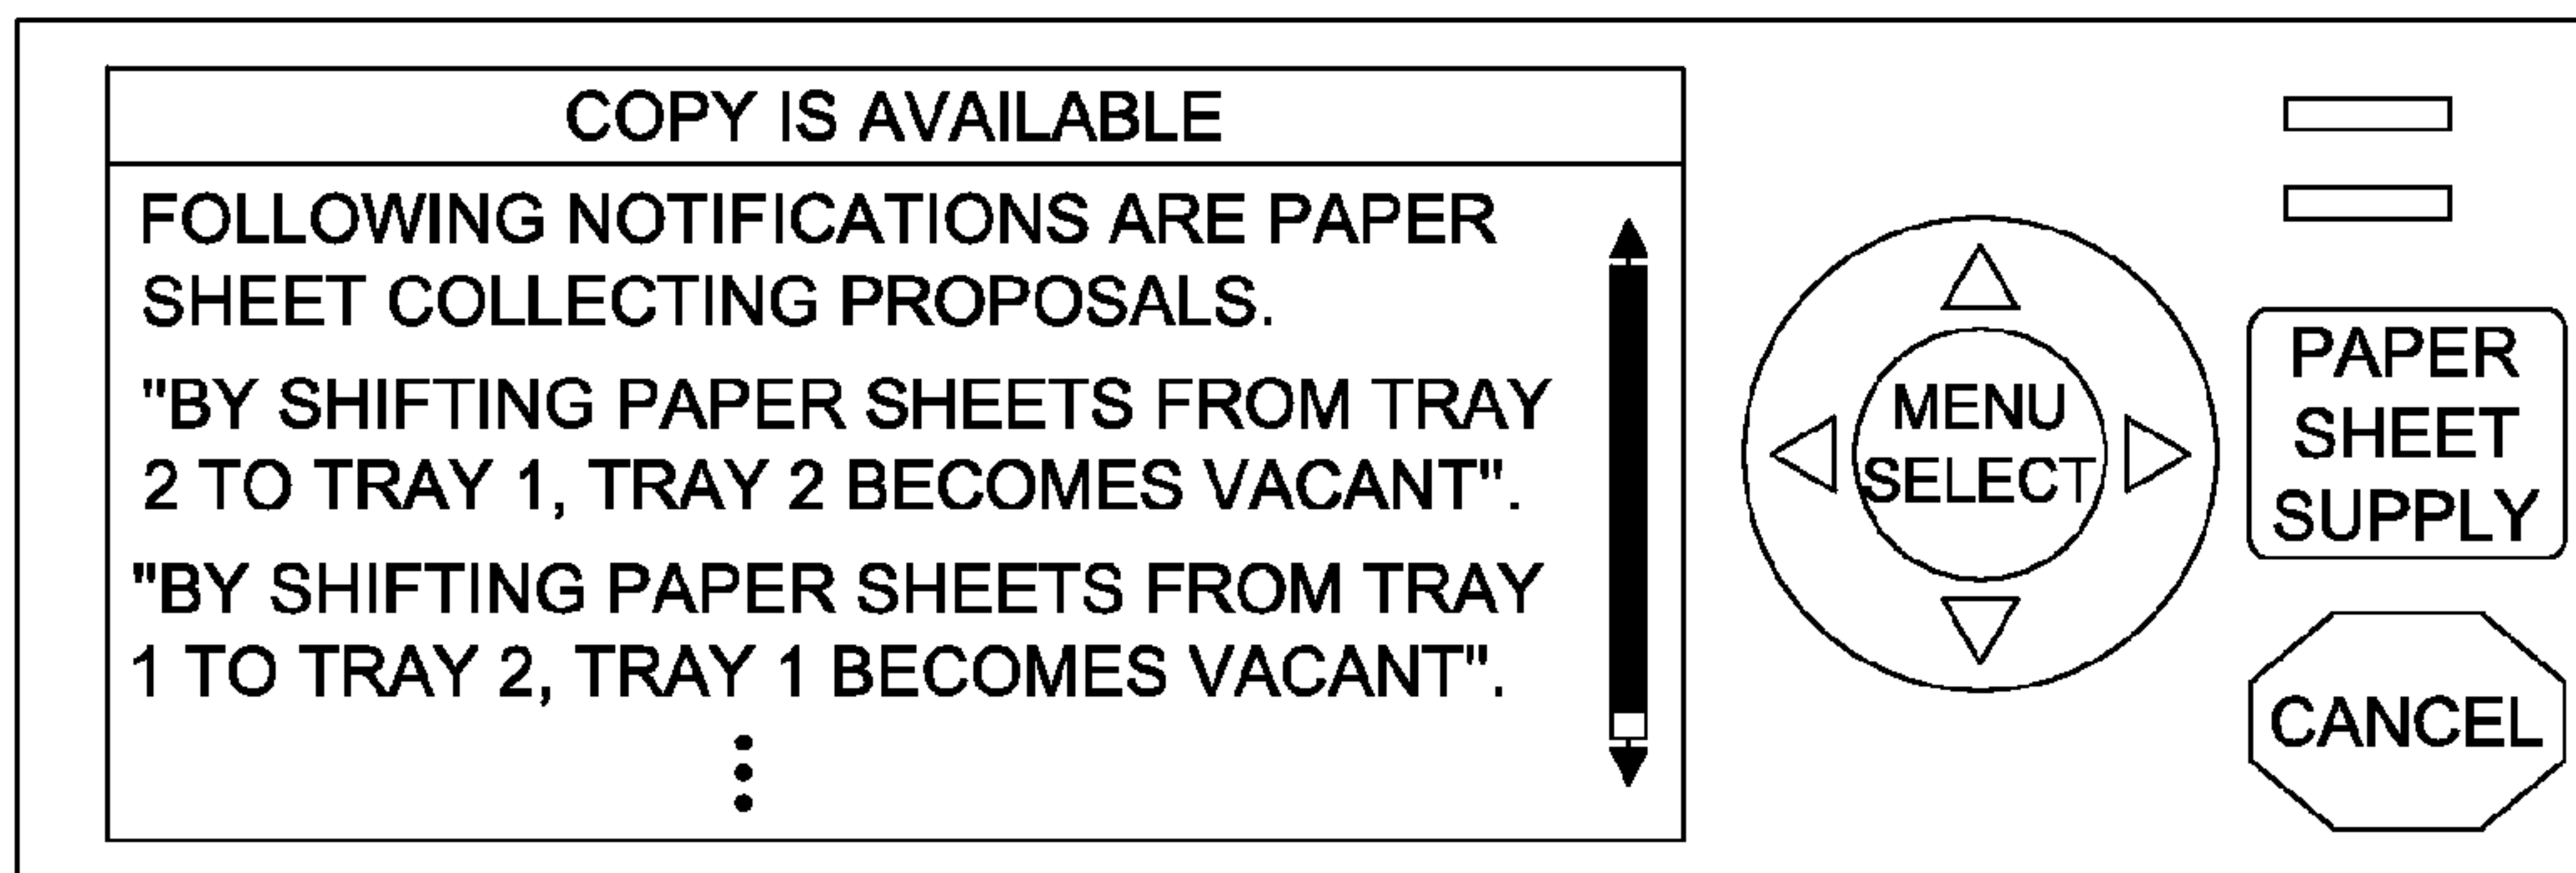 COPY IS AVAILABLE
FOLLOWING NOTIFICATIONS ARE PAPER
SHEET COLLECTING PROPOSALS.
"BY SHIFTING PAPER SHEETS FROM TRAY
2 TO TRAY 1, TRAY 2 BECOMES VACANT".
"BY SHIFTING PAPER SHEETS FROM TRAY
1 TO TRAY 2, TRAY 1 BECOMES VACANT".
MENU
SELECT
PAPER
SHEET
SUPPLY
CANCEL